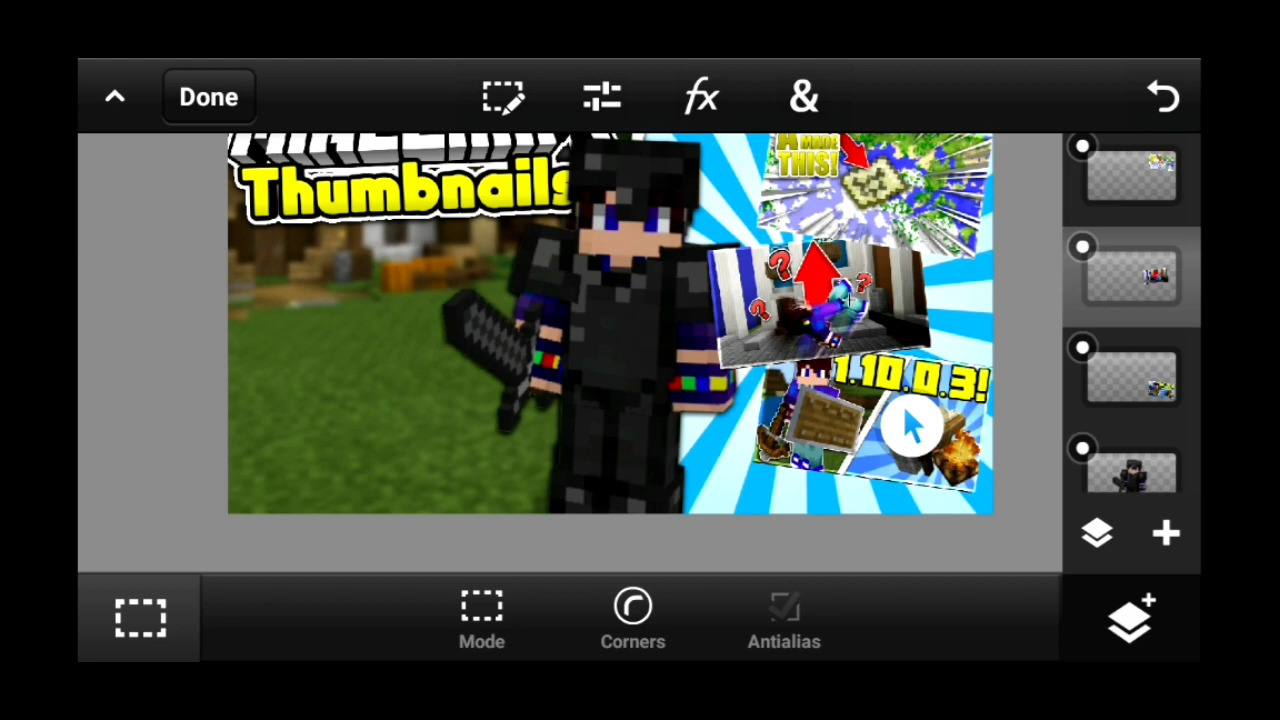 Done
fx
&
Thumbnails
A MADE
THIS!
? ? ?
1.10.0.3!
Mode
Corners
Antialias